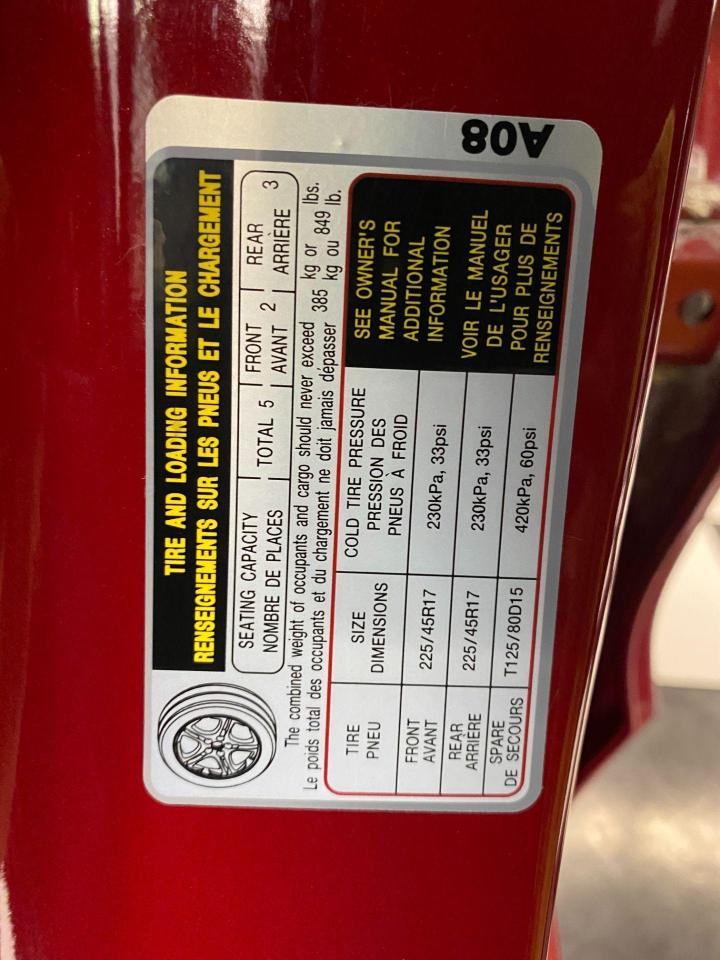 A08
TIRE AND LOADING INFORMATION
RENSEIGNEMENTS SUR LES PNEUS ET LE CHARGEMENT
SEATING CAPACITY
NOMBRE DE PLACES
TOTAL 5
FRONT
AVANT
2
REAR
ARRIÈRE
3
The combined weight of occupants and cargo should never exceed 385 kg or 849 lbs.
Le poids total des occupants et du chargement ne doit jamais dépasser 385 kg ou 849 lb.
TIRE
PNEU
SIZE
DIMENSIONS
COLD TIRE PRESSURE
PRESSION DES
PNEUS À FROID
FRONT
AVANT
225/45R17
230kPa, 33psi
REAR
ARRIÈRE
225/45R17
230kPa, 33psi
SPARE
DE SECOURS
T125/80D15
420kPa, 60psi
SEE OWNER'S
MANUAL FOR
ADDITIONAL
INFORMATION
VOIR LE MANUEL
DE L'USAGER
POUR PLUS DE
RENSEIGNEMENTS